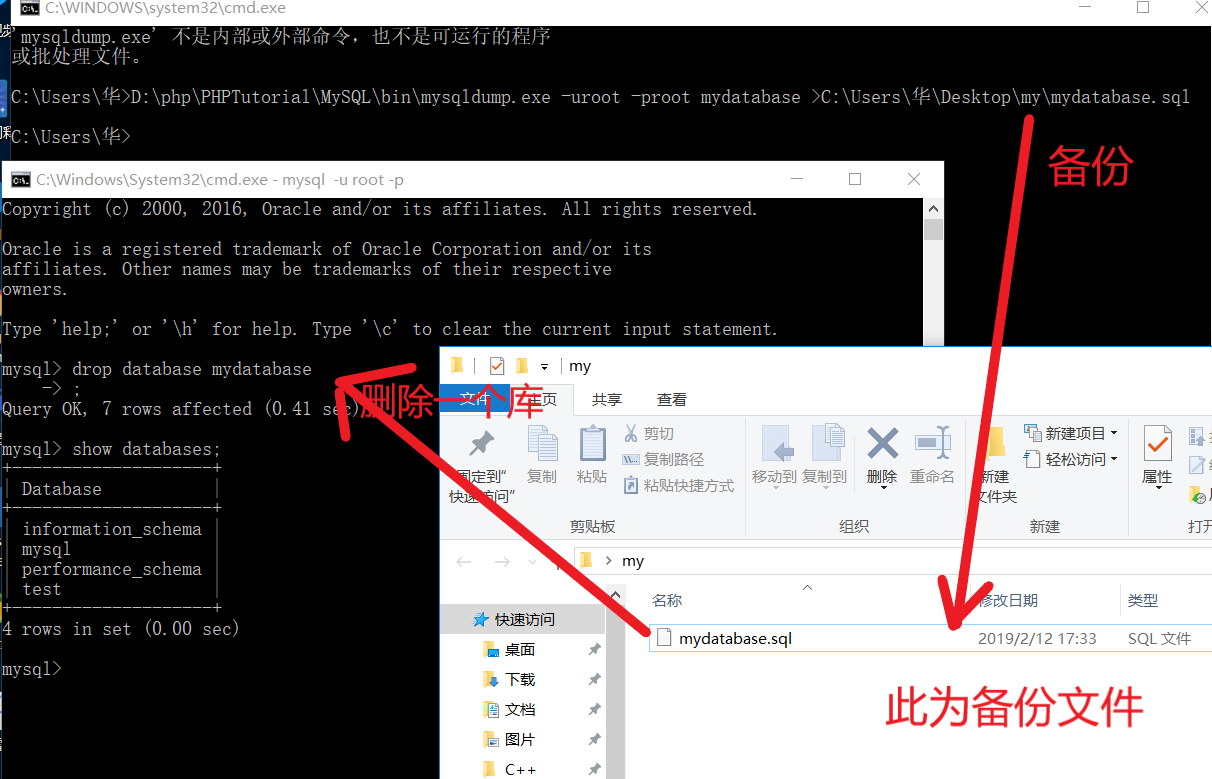 C:\WINDOWS\system32\cmd.exe
'mysqldump.exe' 不是内部或外部命令，也不是可运行的程序
或批处理文件。
C:\Users\华>D:\php\PHPTutorial\MySQL\bin\mysqldump.exe -uroot -proot mydatabase >C:\Users\华\Desktop\my\mydatabase.sql
C:\Users\华>
备份
C:\Windows\System32\cmd.exe - mysql  -u root -p
Copyright (c) 2000, 2016, Oracle and/or its affiliates. All rights reserved.
Oracle is a registered trademark of Oracle Corporation and/or its
affiliates. Other names may be trademarks of their respective
owners.
Type 'help;' or '\h' for help. Type '\c' to clear the current input statement.
mysql> drop database mydatabase
    -> ;
Query OK, 7 rows affected (0.41 sec)
删除一个库
mysql> show databases;
+--------------------+
| Database           |
+--------------------+
| information_schema |
| mysql              |
| performance_schema |
| test               |
+--------------------+
4 rows in set (0.00 sec)
mysql>
my
文件 主页 共享 查看
固定到"
快速访问"
复制
粘贴
剪切
复制路径
粘贴快捷方式
剪贴板
移动到 复制到 删除 重命名
组织
新建
文件夹
新建项目
轻松访问
新建
属性
打开
my
名称 修改日期 类型
mydatabase.sql 2019/2/12 17:33 SQL 文件
快速访问
桌面
下载
文档
图片
C++
此为备份文件